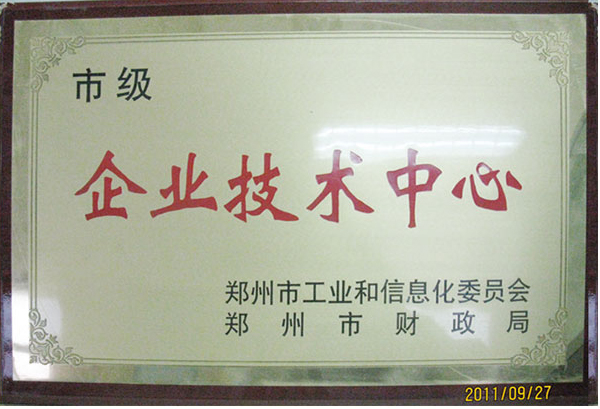 市级
企业技术中心
郑州市工业和信息化委员会
郑州市财政局
2011/09/27